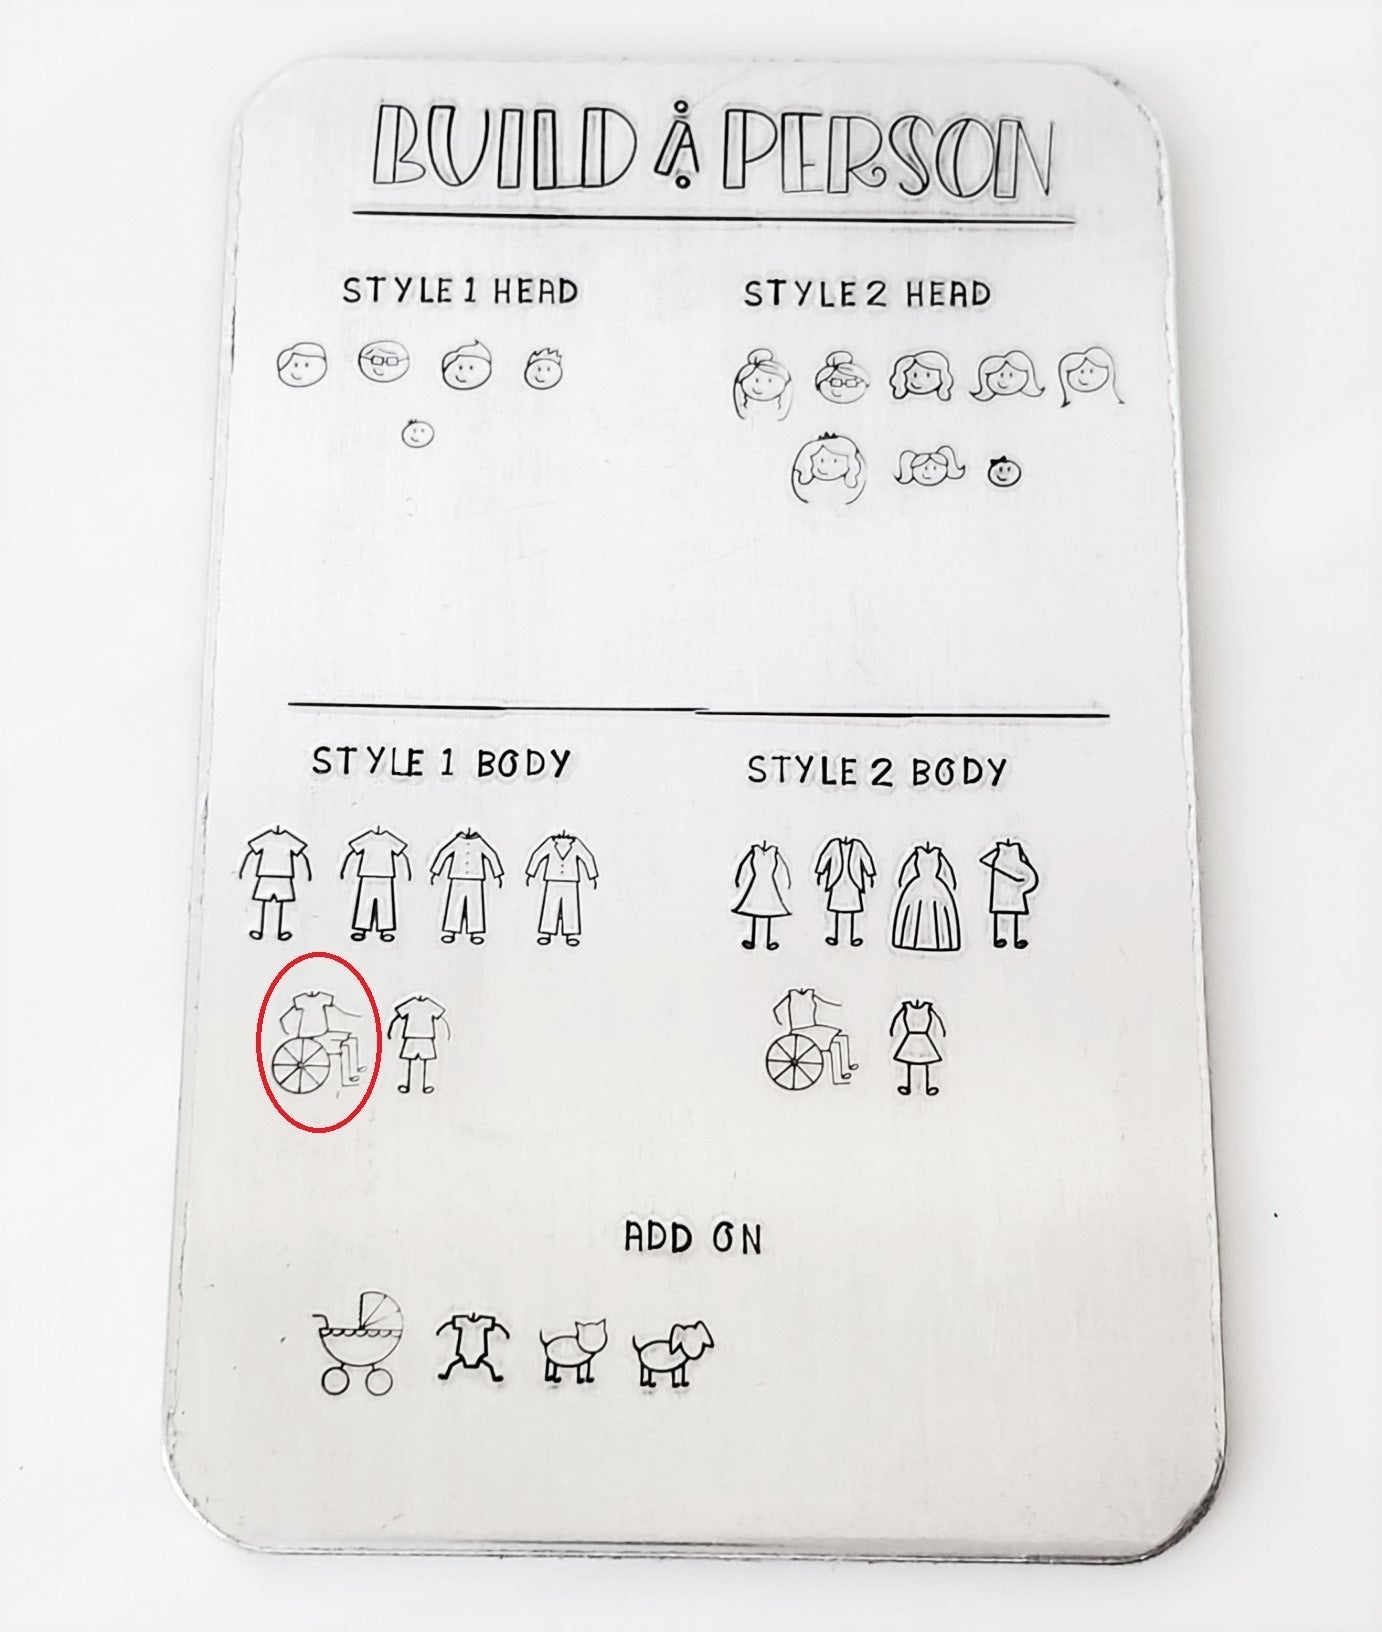 BUILD A PERSON
STYLE 1 HEAD
STYLE 2 HEAD
STYLE 1 BODY
STYLE 2 BODY
ADD ON